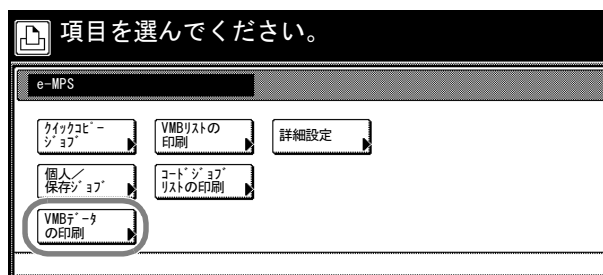 項目を選んでください。
e-MPS
ｸｲｯｸｺﾋﾟｰ
ｼﾞｮﾌﾞ
VMBﾘｽﾄの
印刷
詳細設定
個人／
保存ｼﾞｮﾌﾞ
ｺｰﾄﾞｼﾞｮﾌﾞ
ﾘｽﾄの印刷
VMBﾃﾞｰﾀ
の印刷